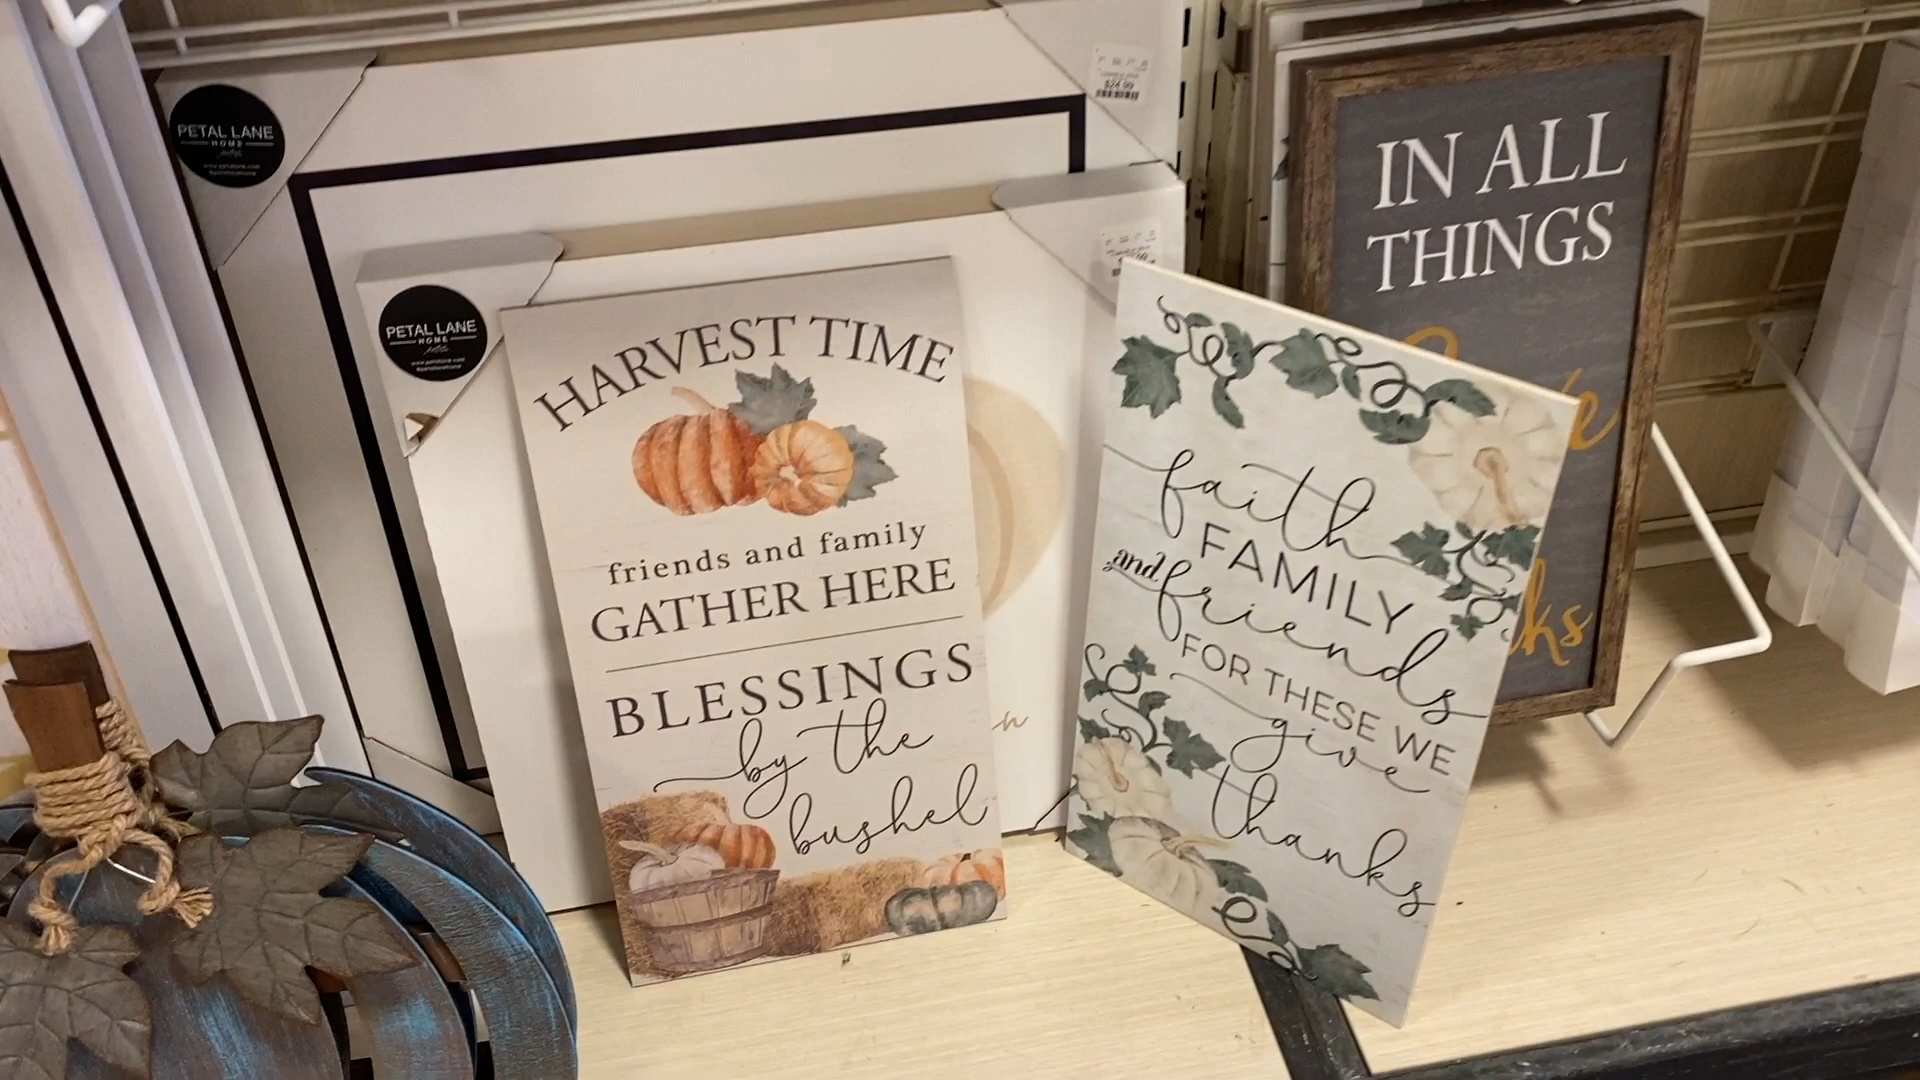 PETAL LANE
HOME
$24.99
PETAL LANE
HOME
HARVEST TIME
friends and family
GATHER HERE
BLESSINGS
by the
bushel
faith
FAMILY
and friends
FOR THESE WE
give
thanks
IN ALL
THINGS